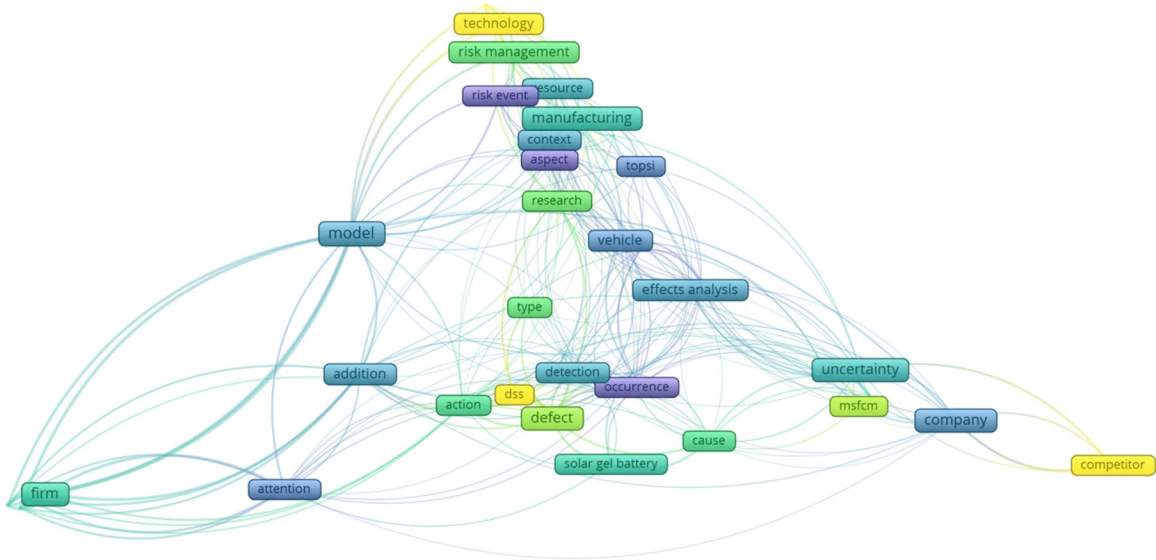 technology
risk management
resource
risk event
manufacturing
context
aspect
topsi
research
model
vehicle
effects analysis
type
addition
detection
uncertainty
occurrence
dss
action
msfcm
defect
company
cause
solar gel battery
competitor
attention
firm